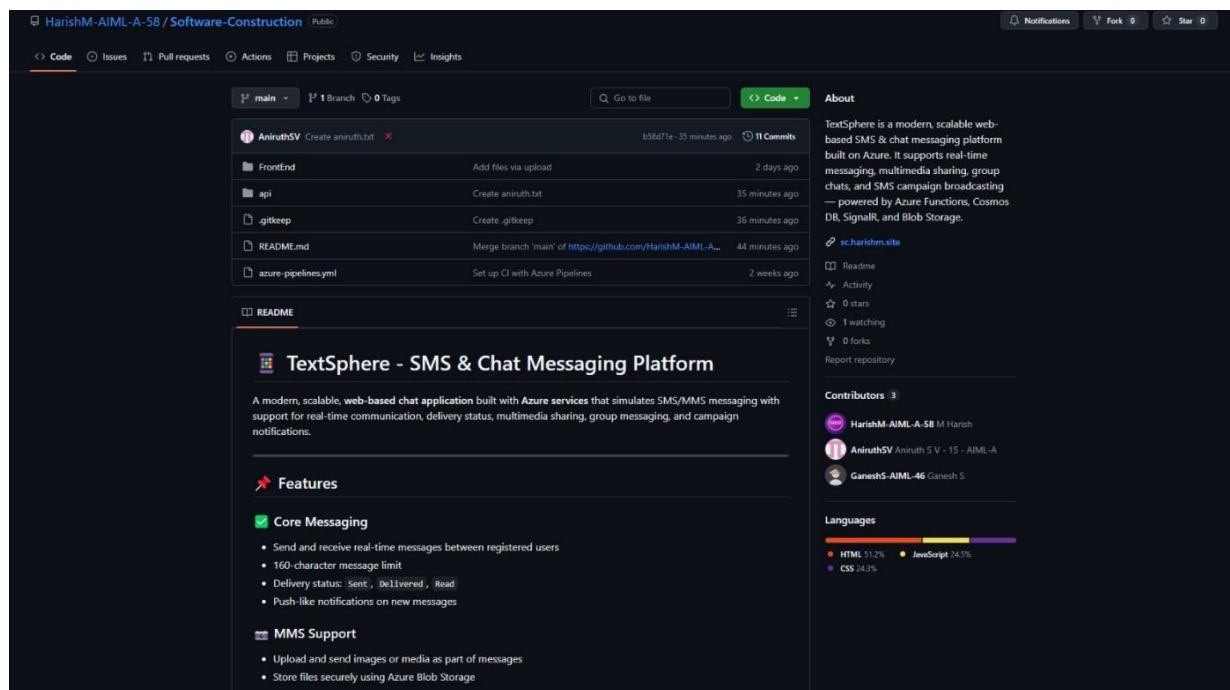 HarishM-AIML-A-58 / Software-Construction Public
Notifications Fork 0 Star 0
Code Issues Pull requests Actions Projects Security Insights
main 1 Branch 0 Tags Go to file Code
AniruthSV Create aniruth.txt b58d71e · 35 minutes ago 11 Commits
FrontEnd Add files via upload 2 days ago
api Create aniruth.txt 35 minutes ago
.gitkeep Create .gitkeep 36 minutes ago
README.md Merge branch 'main' of https://github.com/HarishM-AIML-A... 44 minutes ago
azure-pipelines.yml Set up CI with Azure Pipelines 2 weeks ago
README
TextSphere - SMS & Chat Messaging Platform
A modern, scalable, web-based chat application built with Azure services that simulates SMS/MMS messaging with
support for real-time communication, delivery status, multimedia sharing, group messaging, and campaign
notifications.
Features
Core Messaging
• Send and receive real-time messages between registered users
• 160-character message limit
• Delivery status: Sent, Delivered, Read
• Push-like notifications on new messages
MMS Support
• Upload and send images or media as part of messages
• Store files securely using Azure Blob Storage
About
TextSphere is a modern, scalable web-
based SMS & chat messaging platform
built on Azure. It supports real-time
messaging, multimedia sharing, group
chats, and SMS campaign broadcasting
— powered by Azure Functions, Cosmos
DB, SignalR, and Blob Storage.
sc.harishm.site
Readme
Activity
0 stars
1 watching
0 forks
Report repository
Contributors 3
HarishM-AIML-A-58 M Harish
AniruthSV Aniruth S V - 15 - AIML-A
GaneshS-AIML-46 Ganesh S
Languages
HTML 51.2% JavaScript 24.5%
CSS 24.3%